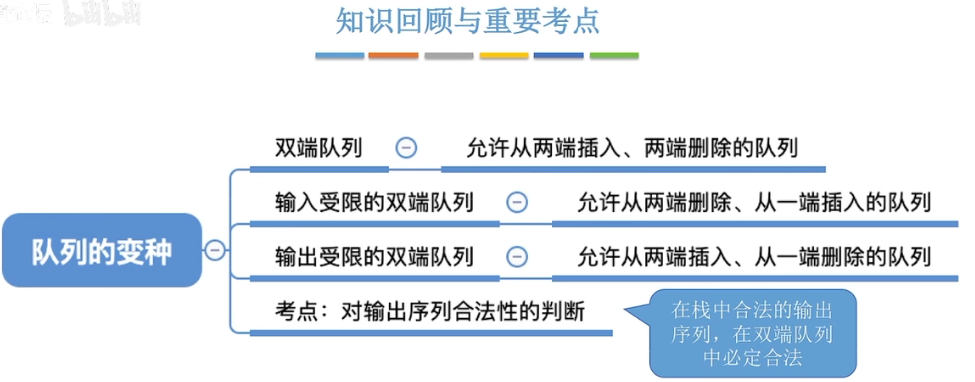 知识回顾与重要考点
双端队列
允许从两端插入、两端删除的队列
输入受限的双端队列
允许从两端删除、从一端插入的队列
队列的变种
输出受限的双端队列
允许从两端插入、从一端删除的队列
考点：对输出序列合法性的判断
在栈中合法的输出
序列，在双端队列
中必定合法